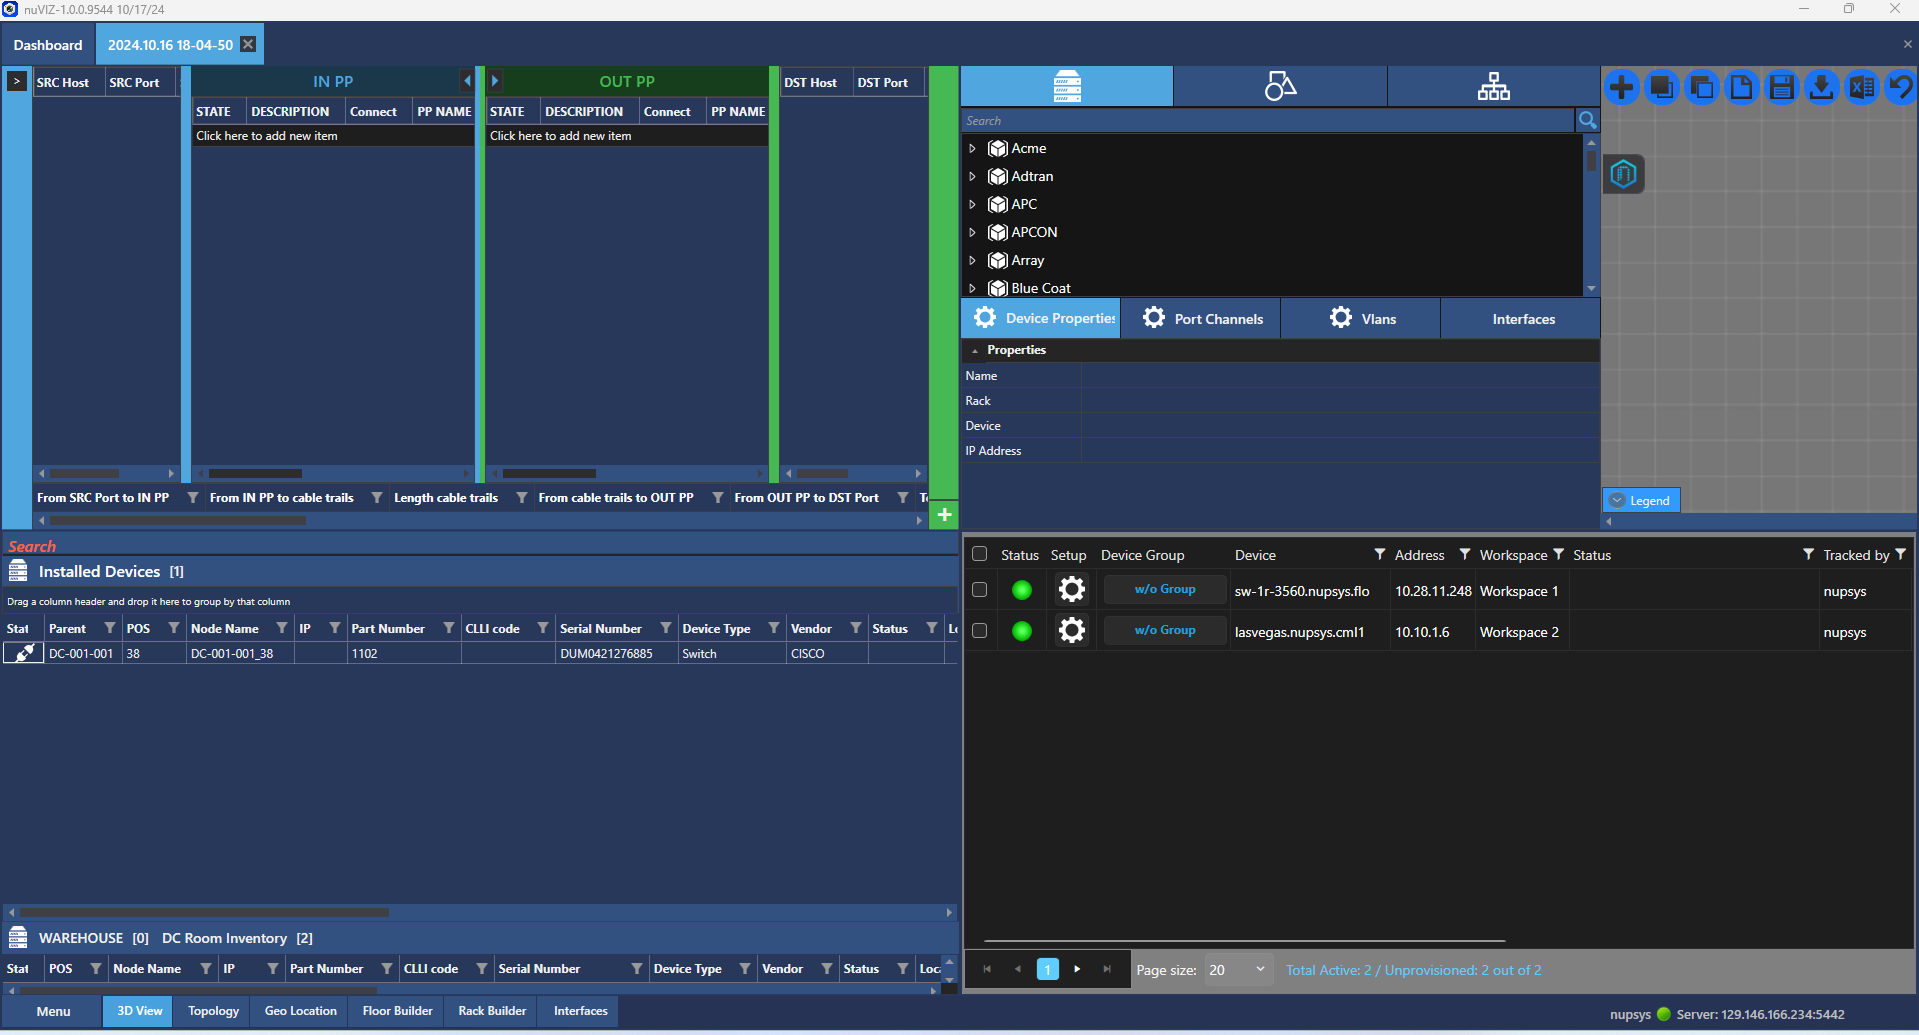 nuVIZ-1.0.0.9544 10/17/24
Dashboard
2024.10.16 18-04-50
SRC Host SRC Port
IN PP
OUT PP
DST Host DST Port
STATE DESCRIPTION Connect PP NAME
STATE DESCRIPTION Connect PP NAME
Click here to add new item
Click here to add new item
From SRC Port to IN PP From IN PP to cable trails Length cable trails From cable trails to OUT PP From OUT PP to DST Port
Search
Acme
Adtran
APC
APCON
Array
Blue Coat
Device Properties Port Channels Vlans Interfaces
Properties
Name
Rack
Device
IP Address
Legend
Search
Installed Devices [1]
Drag a column header and drop it here to group by that column
Stat Parent POS Node Name IP Part Number CLLI code Serial Number Device Type Vendor Status
DC-001-001 38 DC-001-001_38 1102 DUM0421276885 Switch CISCO
WAREHOUSE [0] DC Room Inventory [2]
Stat POS Node Name IP Part Number CLLI code Serial Number Device Type Vendor Status Loca
Status Setup Device Group Device Address Workspace Status Tracked by
w/o Group sw-1r-3560.nupsys.flo 10.28.11.248 Workspace 1 nupsys
w/o Group lasvegas.nupsys.cml1 10.10.1.6 Workspace 2 nupsys
1 Page size: 20 Total Active: 2 / Unprovisioned: 2 out of 2
Menu 3D View Topology Geo Location Floor Builder Rack Builder Interfaces
nupsys Server: 129.146.166.234:5442